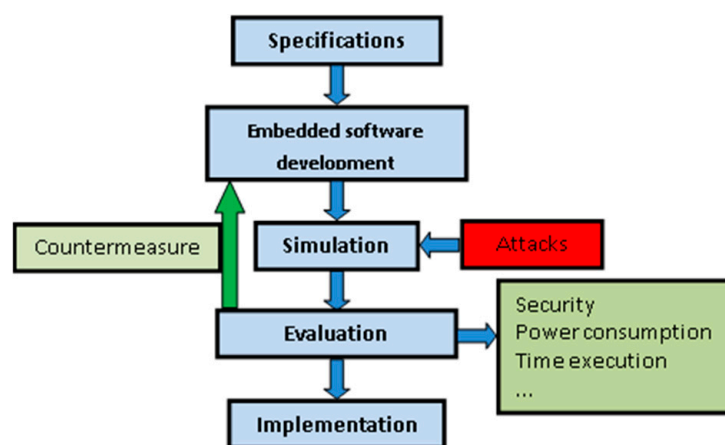 Specifications
Embedded software
development
Countermeasure
Simulation
Attacks
Evaluation
Security
Power consumption
Time execution
...
Implementation